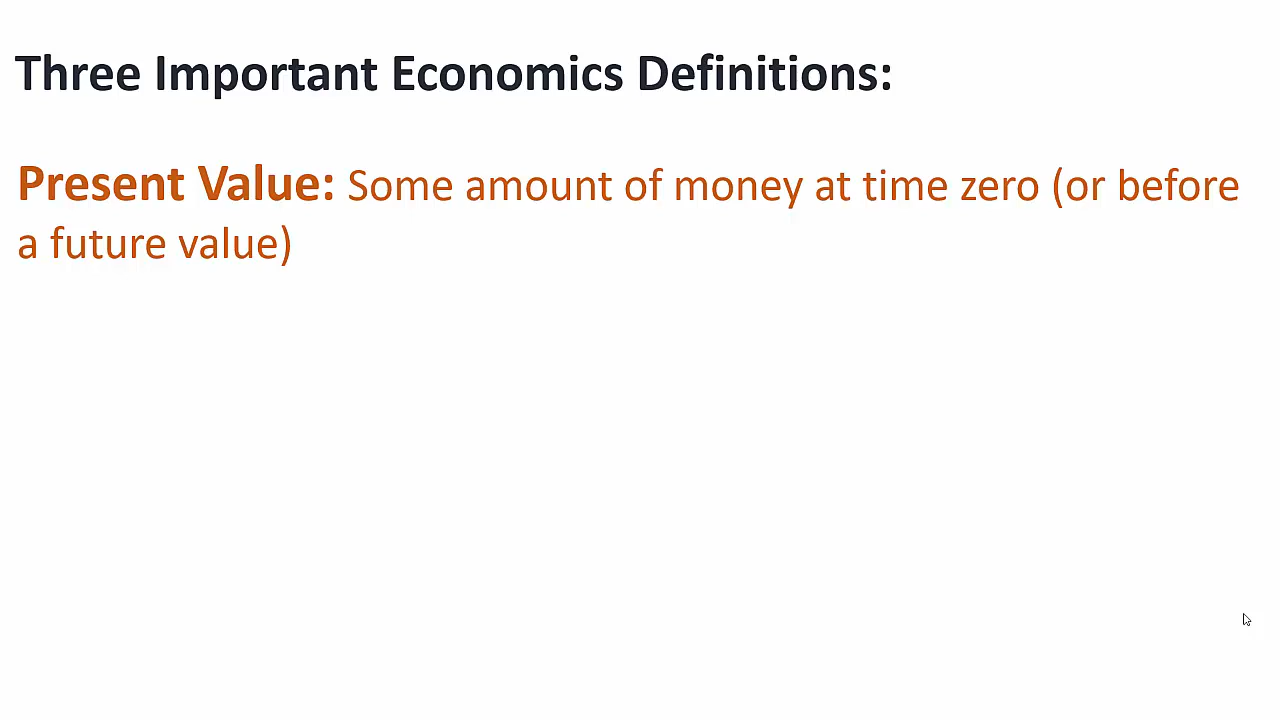 Three Important Economics Definitions:
Present Value: Some amount of money at time zero (or before
a future value)